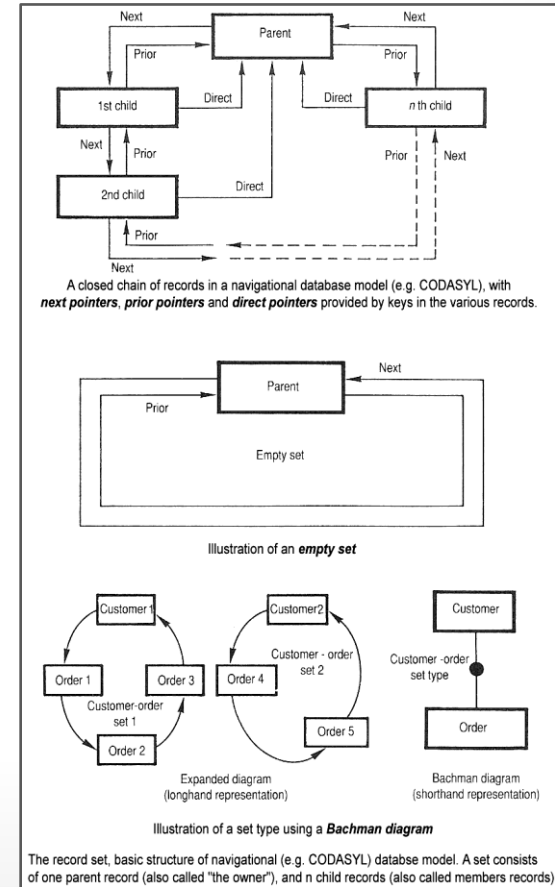 Next
Parent
Next
Prior
Prior
1st child
Direct
Direct
n th child
Next
Prior
Prior
Next
2nd child
Direct
Prior
Next
A closed chain of records in a navigational database model (e.g. CODASYL), with
next pointers, prior pointers and direct pointers provided by keys in the various records.
Parent
Next
Prior
Empty set
Illustration of an empty set
Customer 1
Order 1
Order 3
Customer-order
set 1
Order 2
Customer2
Order 4
Customer - order
set 2
Order 5
Customer
Customer -order
set type
Order
Expanded diagram
(longhand representation)
Bachman diagram
(shorthand representation)
Illustration of a set type using a Bachman diagram
The record set, basic structure of navigational (e.g. CODASYL) databse model. A set consists
of one parent record (also called "the owner"), and n child records (also called members records)